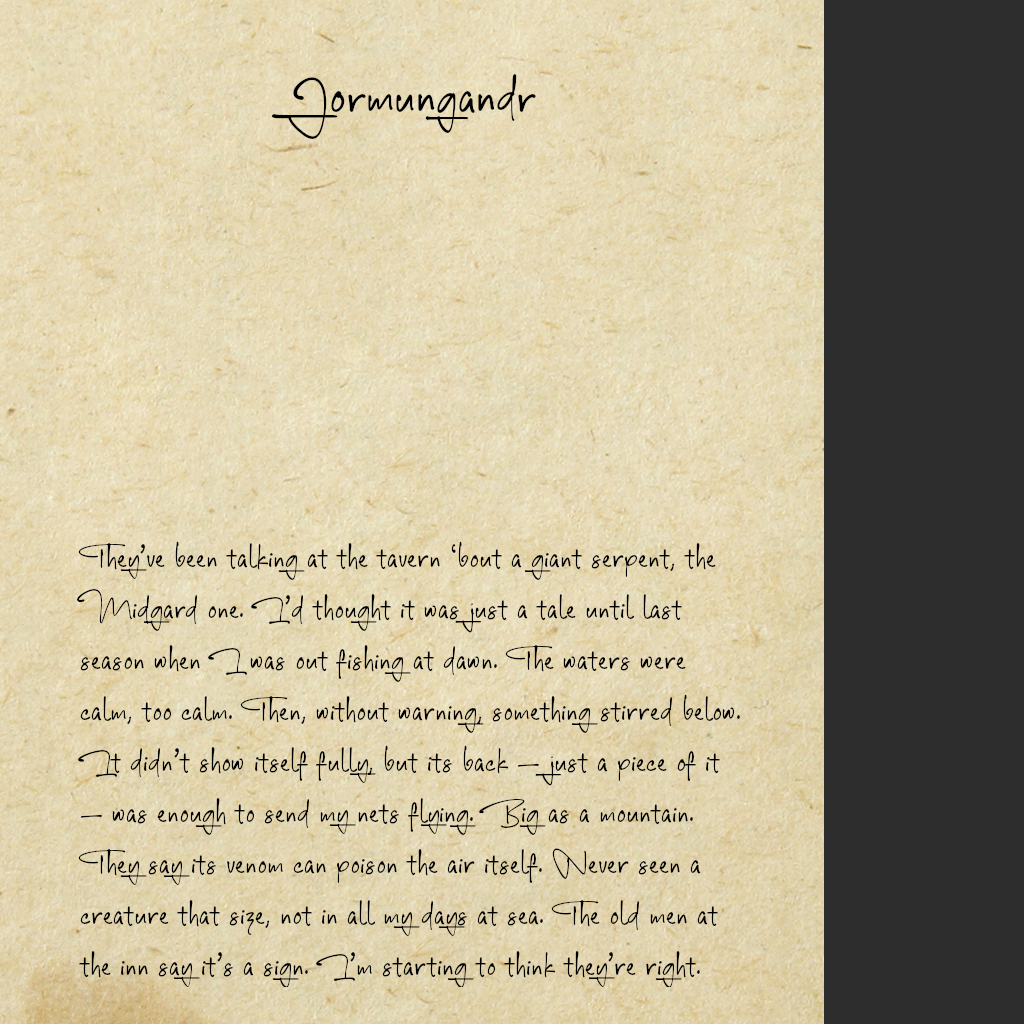 Jormungandr
They've been talking at the tavern ‘bout a giant serpent, the
Midgard one. I'd thought it was just a tale until last
season when I was out fishing at dawn. The waters were
calm, too calm. Then, without warning, something stirred below.
It didn't show itself fully, but its back – just a piece of it
– was enough to send my nets flying. Big as a mountain.
They say its venom can poison the air itself. Never seen a
creature that size, not in all my days at sea. The old men at
the inn say it's a sign. I'm starting to think they're right.